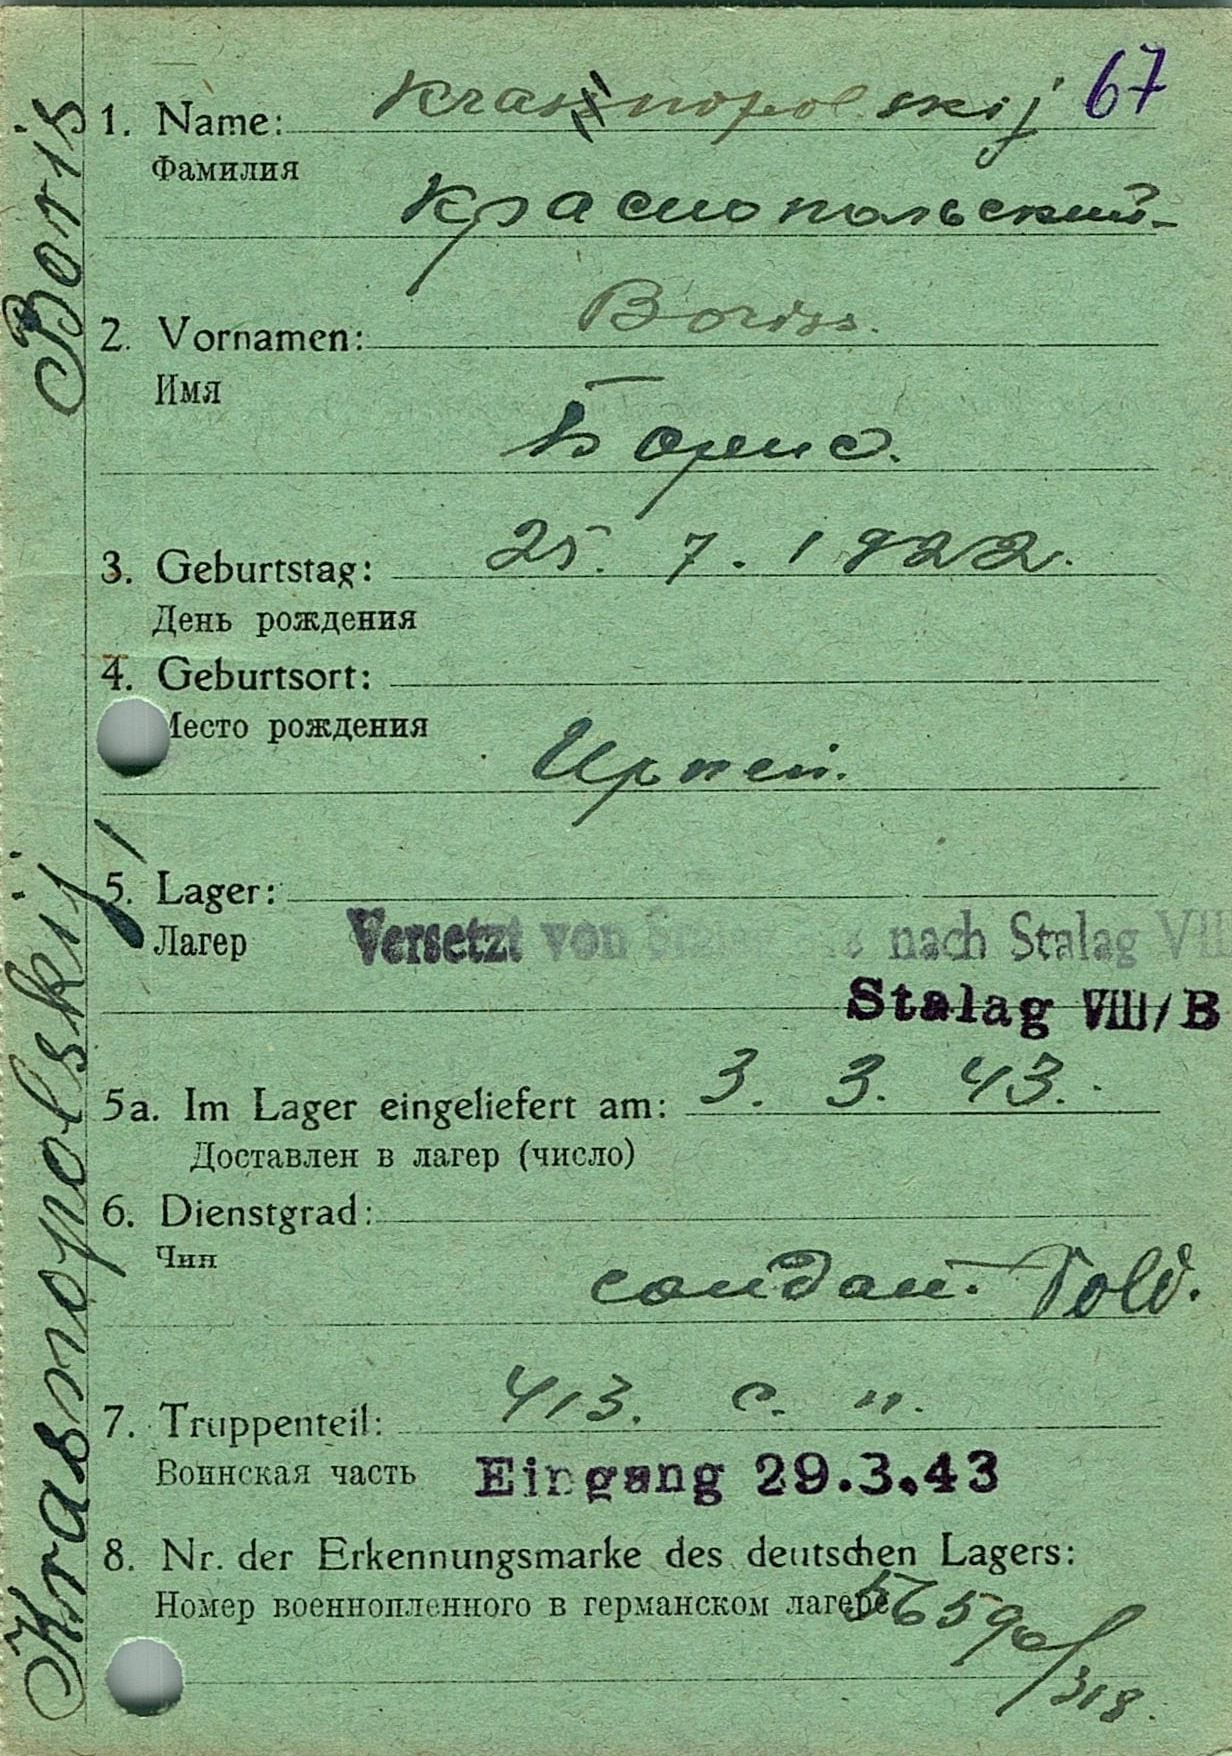 Krasnopolskij 67
1. Name:
Фамилия
Краснопольский
Boriss.
2. Vornamen:
Имя
Борис.
3. Geburtstag: 25. 7. 1922.
День рождения
4. Geburtsort:
Место рождения
Ирпень.
5. Lager:
Лагер
Versetzt von nach Stalag VIII
Stalag VIII/B
5a. Im Lager eingeliefert am: 3. 3. 43.
Доставлен в лагер (число)
6. Dienstgrad:
Чин
солдат. Sold.
7. Truppenteil: 413. с. п.
Воинская часть
Eingang 29.3.43
8. Nr. der Erkennungsmarke des deutschen Lagers:
Номер военнопленного в германском лагере
56590/318.
Krasnopolskij Boris